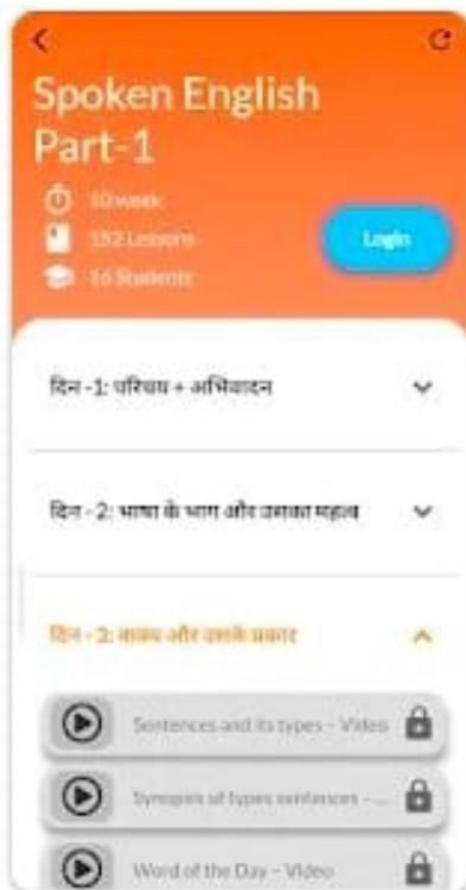 Spoken English
Part-1
10 week
152 Lessons
16 Students
Login
दिन -1: परिचय + अभिवादन
दिन - 2: भाषा के भाग और उसका महत्व
दिन - 3: वाक्य और उसके प्रकार
Sentences and its types - Video
Synopsis of types sentences - ...
Word of the Day - Video